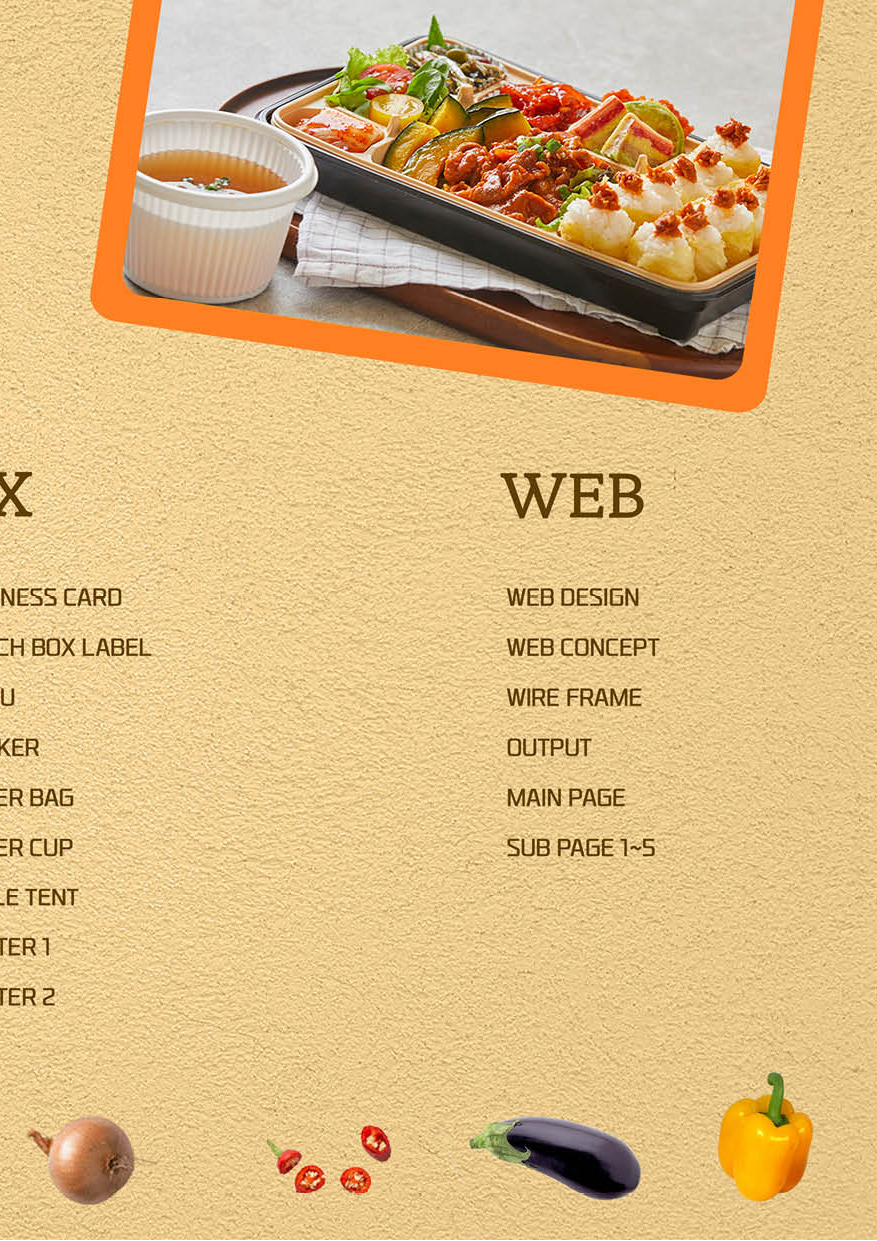 X
WEB
NESS CARD
CH BOX LABEL
U
KER
ER BAG
ER CUP
LE TENT
TER 1
TER 2
WEB DESIGN
WEB CONCEPT
WIRE FRAME
OUTPUT
MAIN PAGE
SUB PAGE 1~5